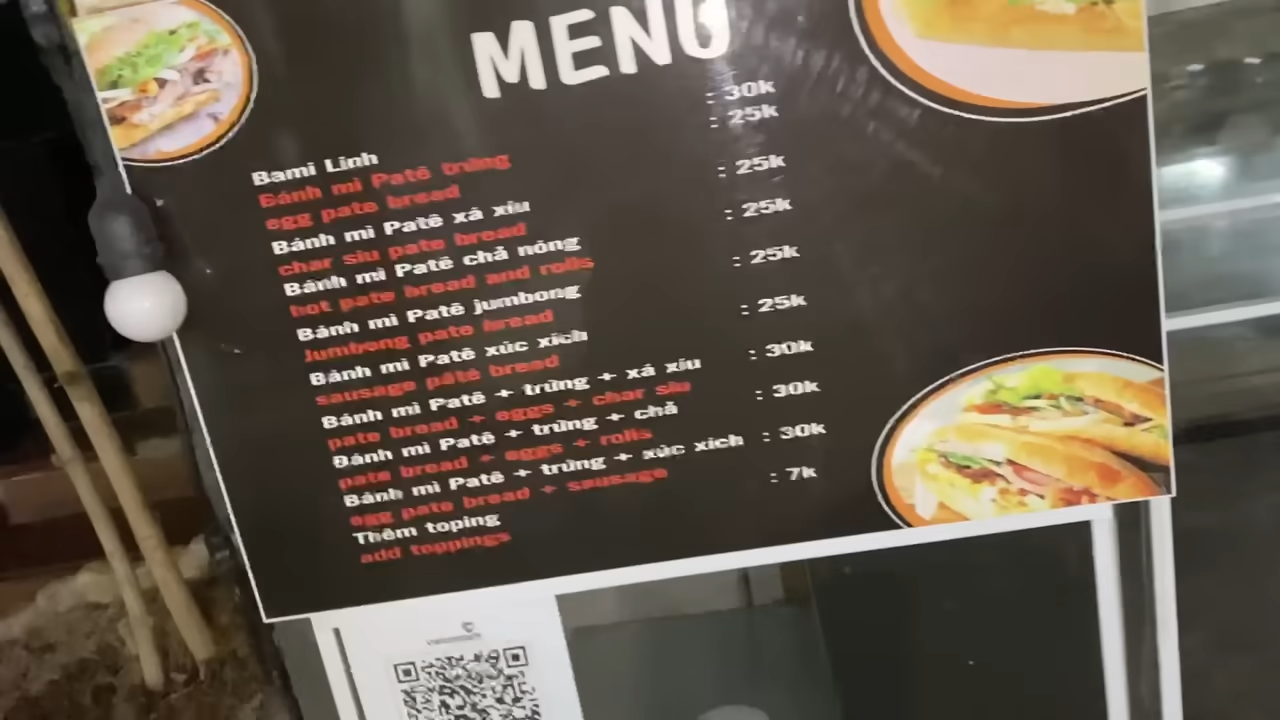 MENU
Bami Linh : 30k
Bánh mì Patê trứng : 25k
egg pate bread
Bánh mì Patê xá xíu : 25k
char siu pate bread
Bánh mì Patê chả nóng : 25k
hot pate bread and rolls
Bánh mì Patê jumbong : 25k
Jumbong pate bread
Bánh mì Patê xúc xích : 25k
sausage pate bread
Bánh mì Patê + trứng + xá xíu : 30k
pate bread + eggs + char siu
Bánh mì Patê + trứng + chả : 30k
pate bread + eggs + rolls
Bánh mì Patê + trứng + xúc xích : 30k
egg pate bread + sausage
Thêm toping : 7k
add toppings